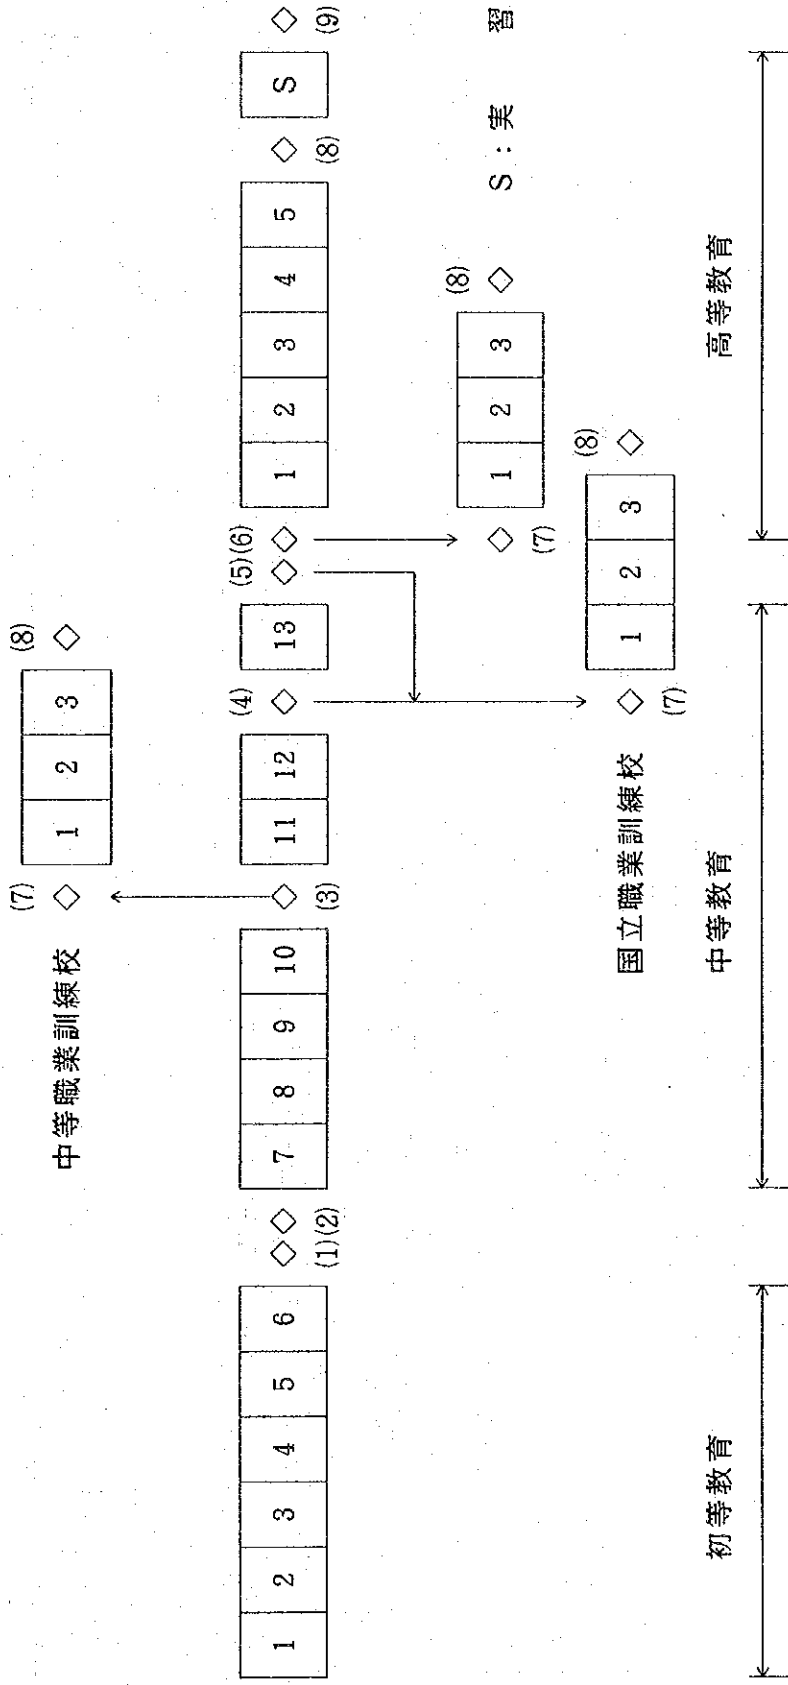 (7) (8)
中等職業訓練校 1 2 3
(4) (5)(6) (8) (9)
1 2 3 4 5 6 7 8 9 10 11 12 13 1 2 3 4 5 S
(1)(2) (3)
(8)
1 2 3 S:実 習
(7)
(8)
国立職業訓練校 1 2 3
(7)
初等教育 中等教育 高等教育